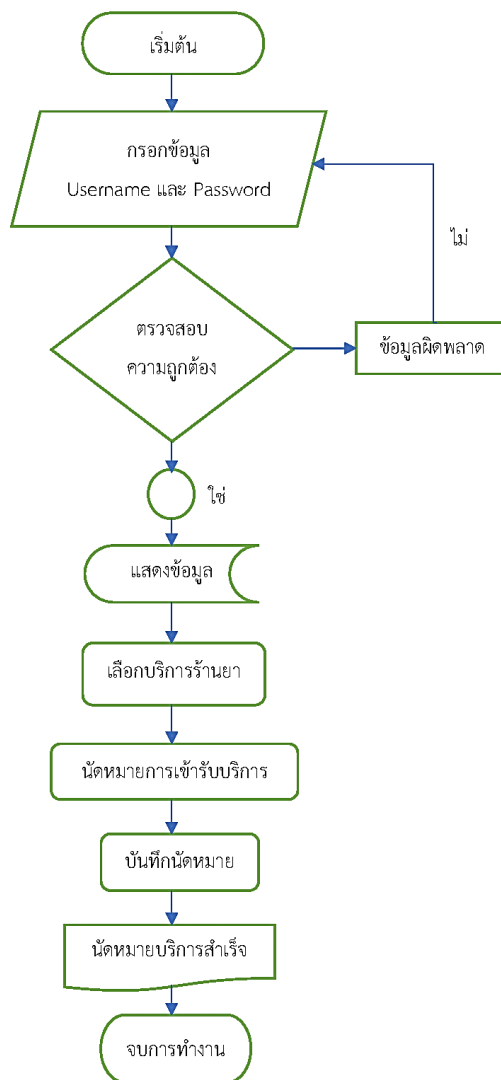 เริ่มต้น
กรอกข้อมูล
Username และ Password
ไม่
ตรวจสอบ
ความถูกต้อง
ข้อมูลผิดพลาด
ใช่
แสดงข้อมูล
เลือกบริการร้านยา
นัดหมายการเข้ารับบริการ
บันทึกนัดหมาย
นัดหมายบริการสำเร็จ
จบการทำงาน